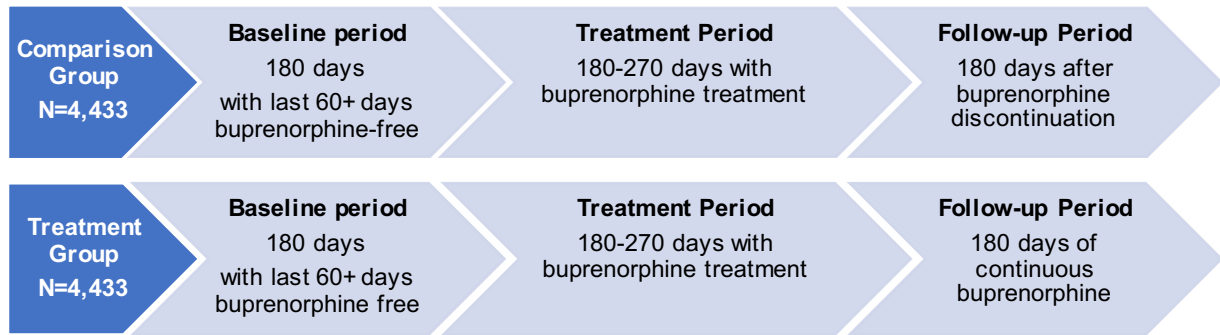 Comparison
Group
N=4,433
Baseline period
180 days
with last 60+ days
buprenorphine-free
Treatment Period
180-270 days with
buprenorphine treatment
Follow-up Period
180 days after
buprenorphine
discontinuation
Treatment
Group
N=4,433
Baseline period
180 days
with last 60+ days
buprenorphine free
Treatment Period
180-270 days with
buprenorphine treatment
Follow-up Period
180 days of
continuous
buprenorphine